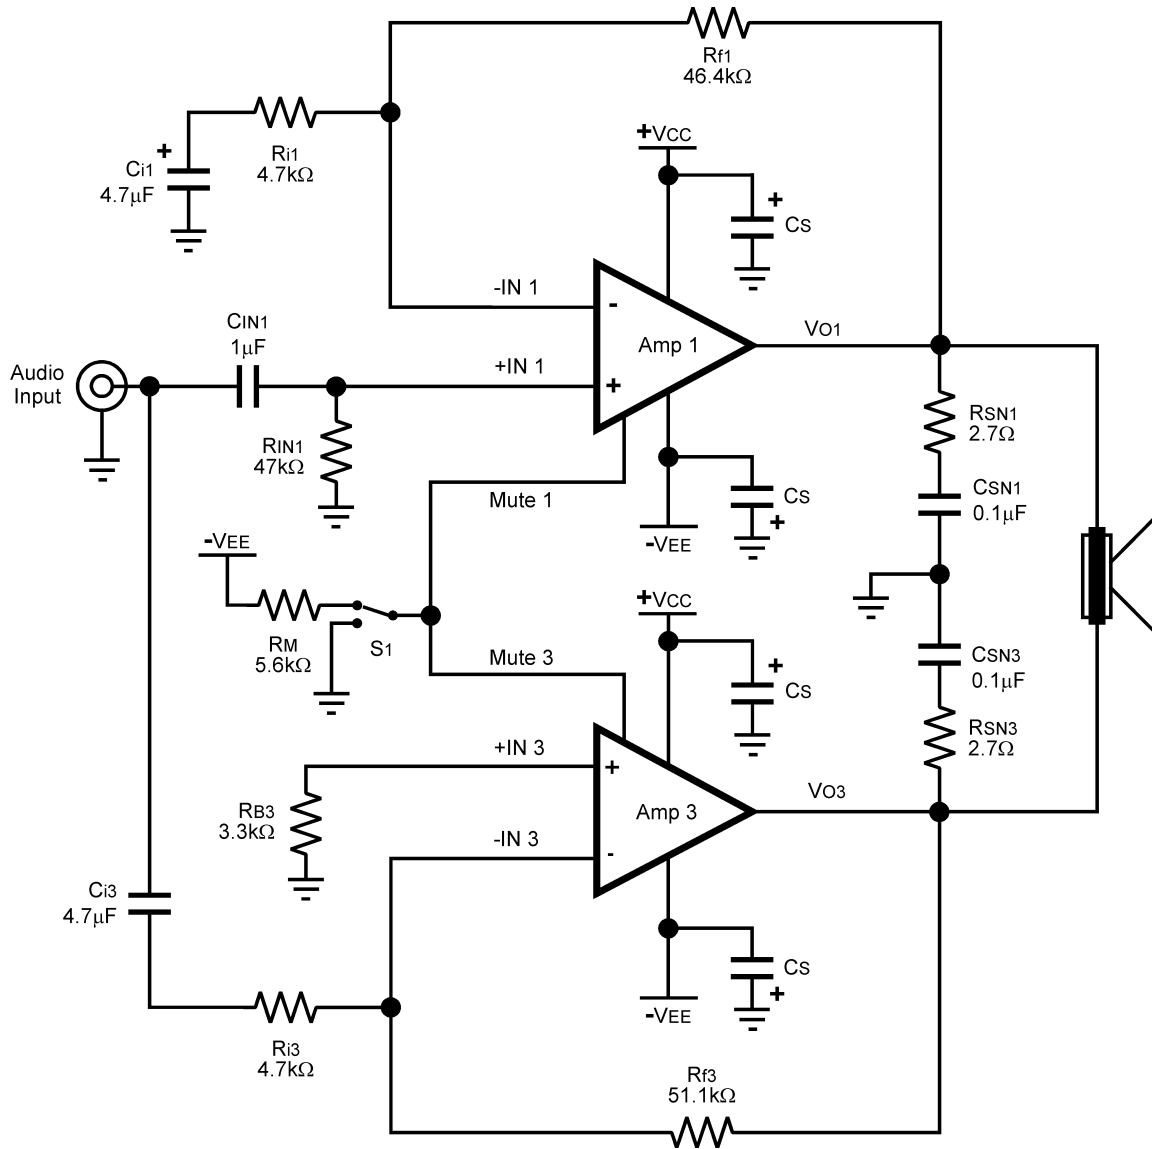 Rf1
46.4kΩ
+VCC
Ri1
4.7kΩ
+
Ci1
4.7µF
+
CS
-IN 1
-
CIN1
1µF
VO1
Amp 1
Audio
Input
+IN 1
+
RSN1
2.7Ω
RIN1
47kΩ
CSN1
0.1µF
Mute 1
CS
+
-VEE
-VEE
+VCC
RM
5.6kΩ
S1
Mute 3
CSN3
0.1µF
+
CS
RSN3
2.7Ω
+IN 3
+
VO3
RB3
3.3kΩ
Amp 3
-IN 3
-
Ci3
4.7µF
CS
+
-VEE
Ri3
4.7kΩ
Rf3
51.1kΩ